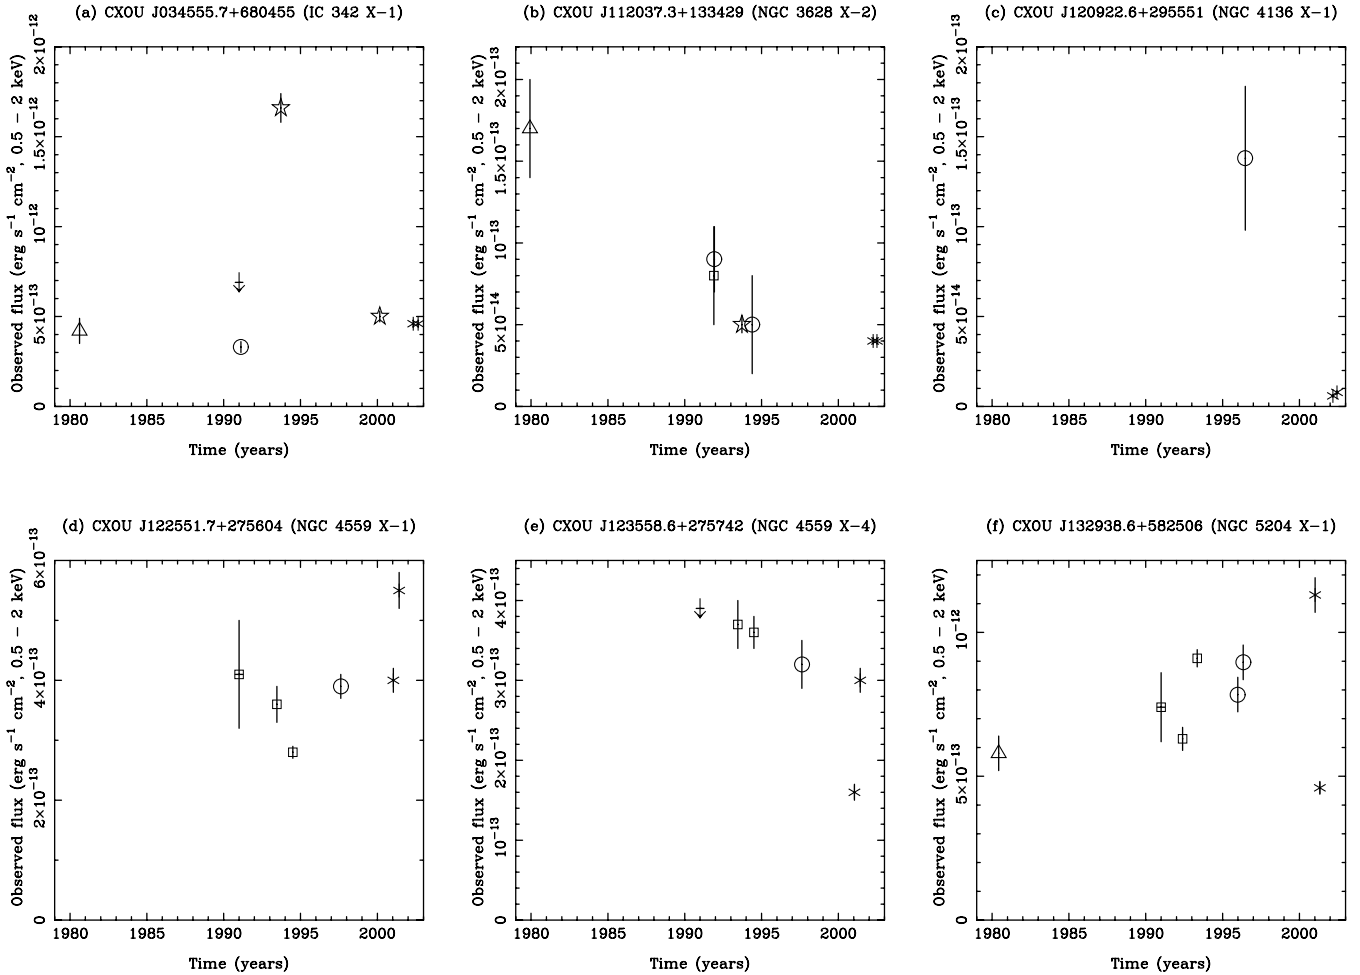 (a) CXOU J034555.7+680455 (IC 342 X−1)
Observed flux (erg s⁻¹ cm⁻², 0.5 − 2 keV)
2×10⁻¹²
1.5×10⁻¹²
10⁻¹²
5×10⁻¹³
0
1980 1985 1990 1995 2000
Time (years)
(b) CXOU J112037.3+133429 (NGC 3628 X−2)
Observed flux (erg s⁻¹ cm⁻², 0.5 − 2 keV)
2×10⁻¹³
1.5×10⁻¹³
10⁻¹³
5×10⁻¹⁴
0
1980 1985 1990 1995 2000
Time (years)
(c) CXOU J120922.6+295551 (NGC 4136 X−1)
Observed flux (erg s⁻¹ cm⁻², 0.5 − 2 keV)
2×10⁻¹³
1.5×10⁻¹³
10⁻¹³
5×10⁻¹⁴
0
1980 1985 1990 1995 2000
Time (years)
(d) CXOU J122551.7+275604 (NGC 4559 X−1)
Observed flux (erg s⁻¹ cm⁻², 0.5 − 2 keV)
6×10⁻¹³
4×10⁻¹³
2×10⁻¹³
0
1980 1985 1990 1995 2000
Time (years)
(e) CXOU J123558.6+275742 (NGC 4559 X−4)
Observed flux (erg s⁻¹ cm⁻², 0.5 − 2 keV)
4×10⁻¹³
3×10⁻¹³
2×10⁻¹³
10⁻¹³
0
1980 1985 1990 1995 2000
Time (years)
(f) CXOU J132938.6+582506 (NGC 5204 X−1)
Observed flux (erg s⁻¹ cm⁻², 0.5 − 2 keV)
10⁻¹²
5×10⁻¹³
0
1980 1985 1990 1995 2000
Time (years)